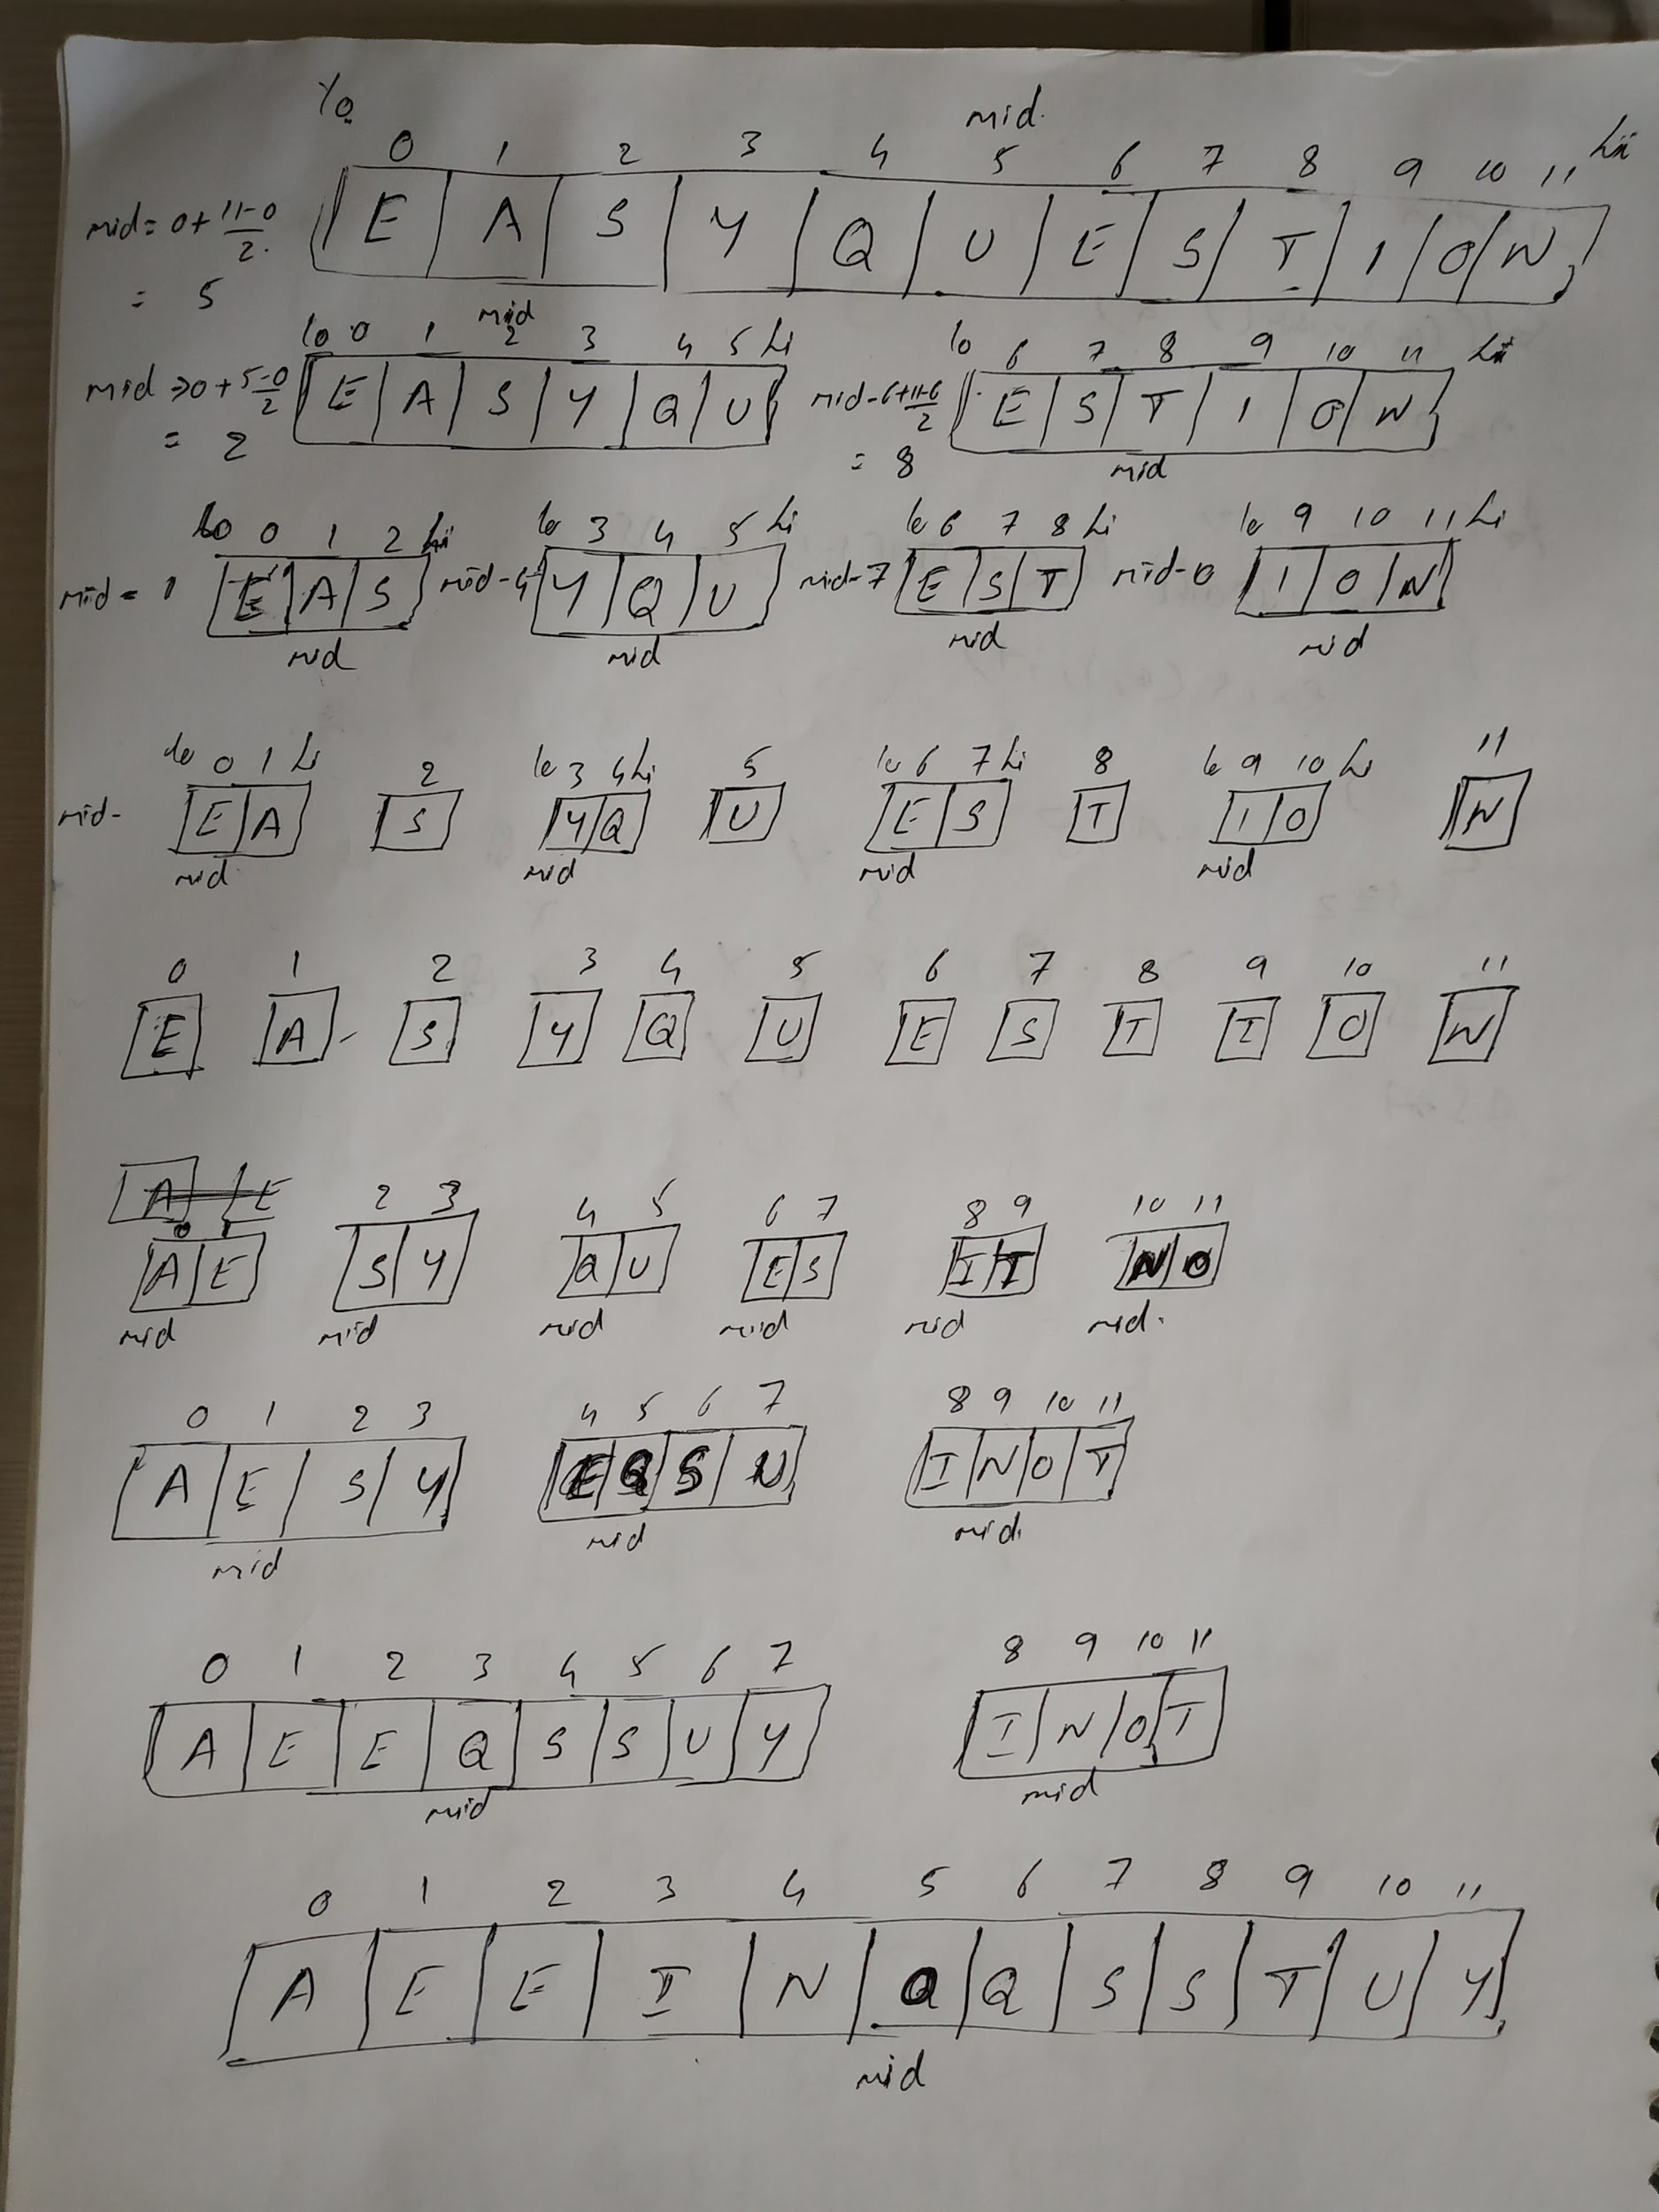 lo mid.
0 1 2 3 4 5 6 7 8 9 10 11 hi
mid = 0 + 11-0 / 2 E A S Y Q U E S T I O N
= 5
mid
lo 0 1 2 3 4 5 hi lo 6 7 8 9 10 11 hi
mid => 0 + 5-0 / 2 E A S Y Q U mid - 6 + 11-6 / 2 E S T I O N
= 2 = 8 mid
lo 0 1 2 hi lo 3 4 5 hi lo 6 7 8 hi lo 9 10 11 hi
mid = 1 E A S mid - 4 Y Q U mid - 7 E S T mid - 0 I O N
mid mid mid mid
lo 0 1 hi 2 lo 3 4 hi 5 lo 6 7 hi 8 lo 9 10 hi 11
mid - E A S Y Q U E S T I O N
mid mid mid mid
0 1 2 3 4 5 6 7 8 9 10 11
E A S Y Q U E S T I O N
A E
0 1 2 3 4 5 6 7 8 9 10 11
A E S Y Q U E S I T N O
mid mid mid mid mid mid.
0 1 2 3 4 5 6 7 8 9 10 11
A E S Y E Q S U I N O T
mid mid mid.
0 1 2 3 4 5 6 7 8 9 10 11
A E E Q S S U Y I N O T
mid mid
0 1 2 3 4 5 6 7 8 9 10 11
A E E I N Q Q S S T U Y
mid